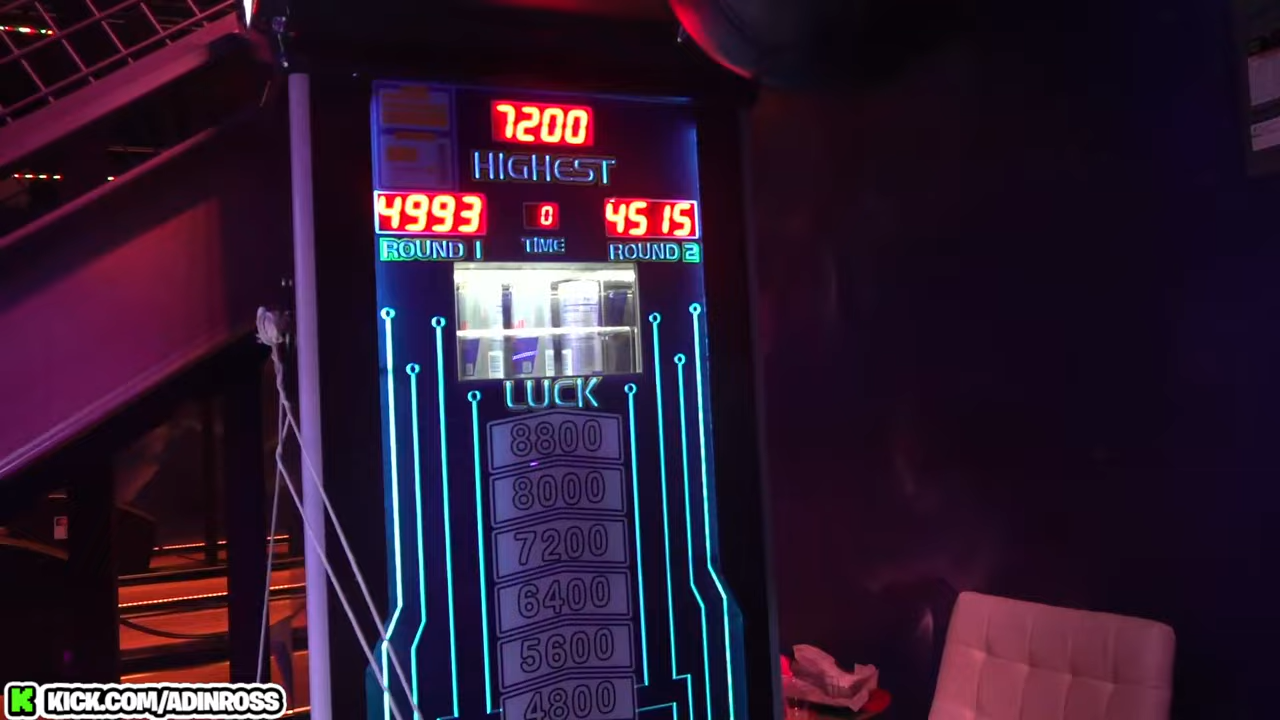 7200
HIGHEST
4993 0 4515
ROUND 1 TIME ROUND 2
LUCK
8800
8000
7200
6400
5600
4800
K KICK.COM/ADINROSS